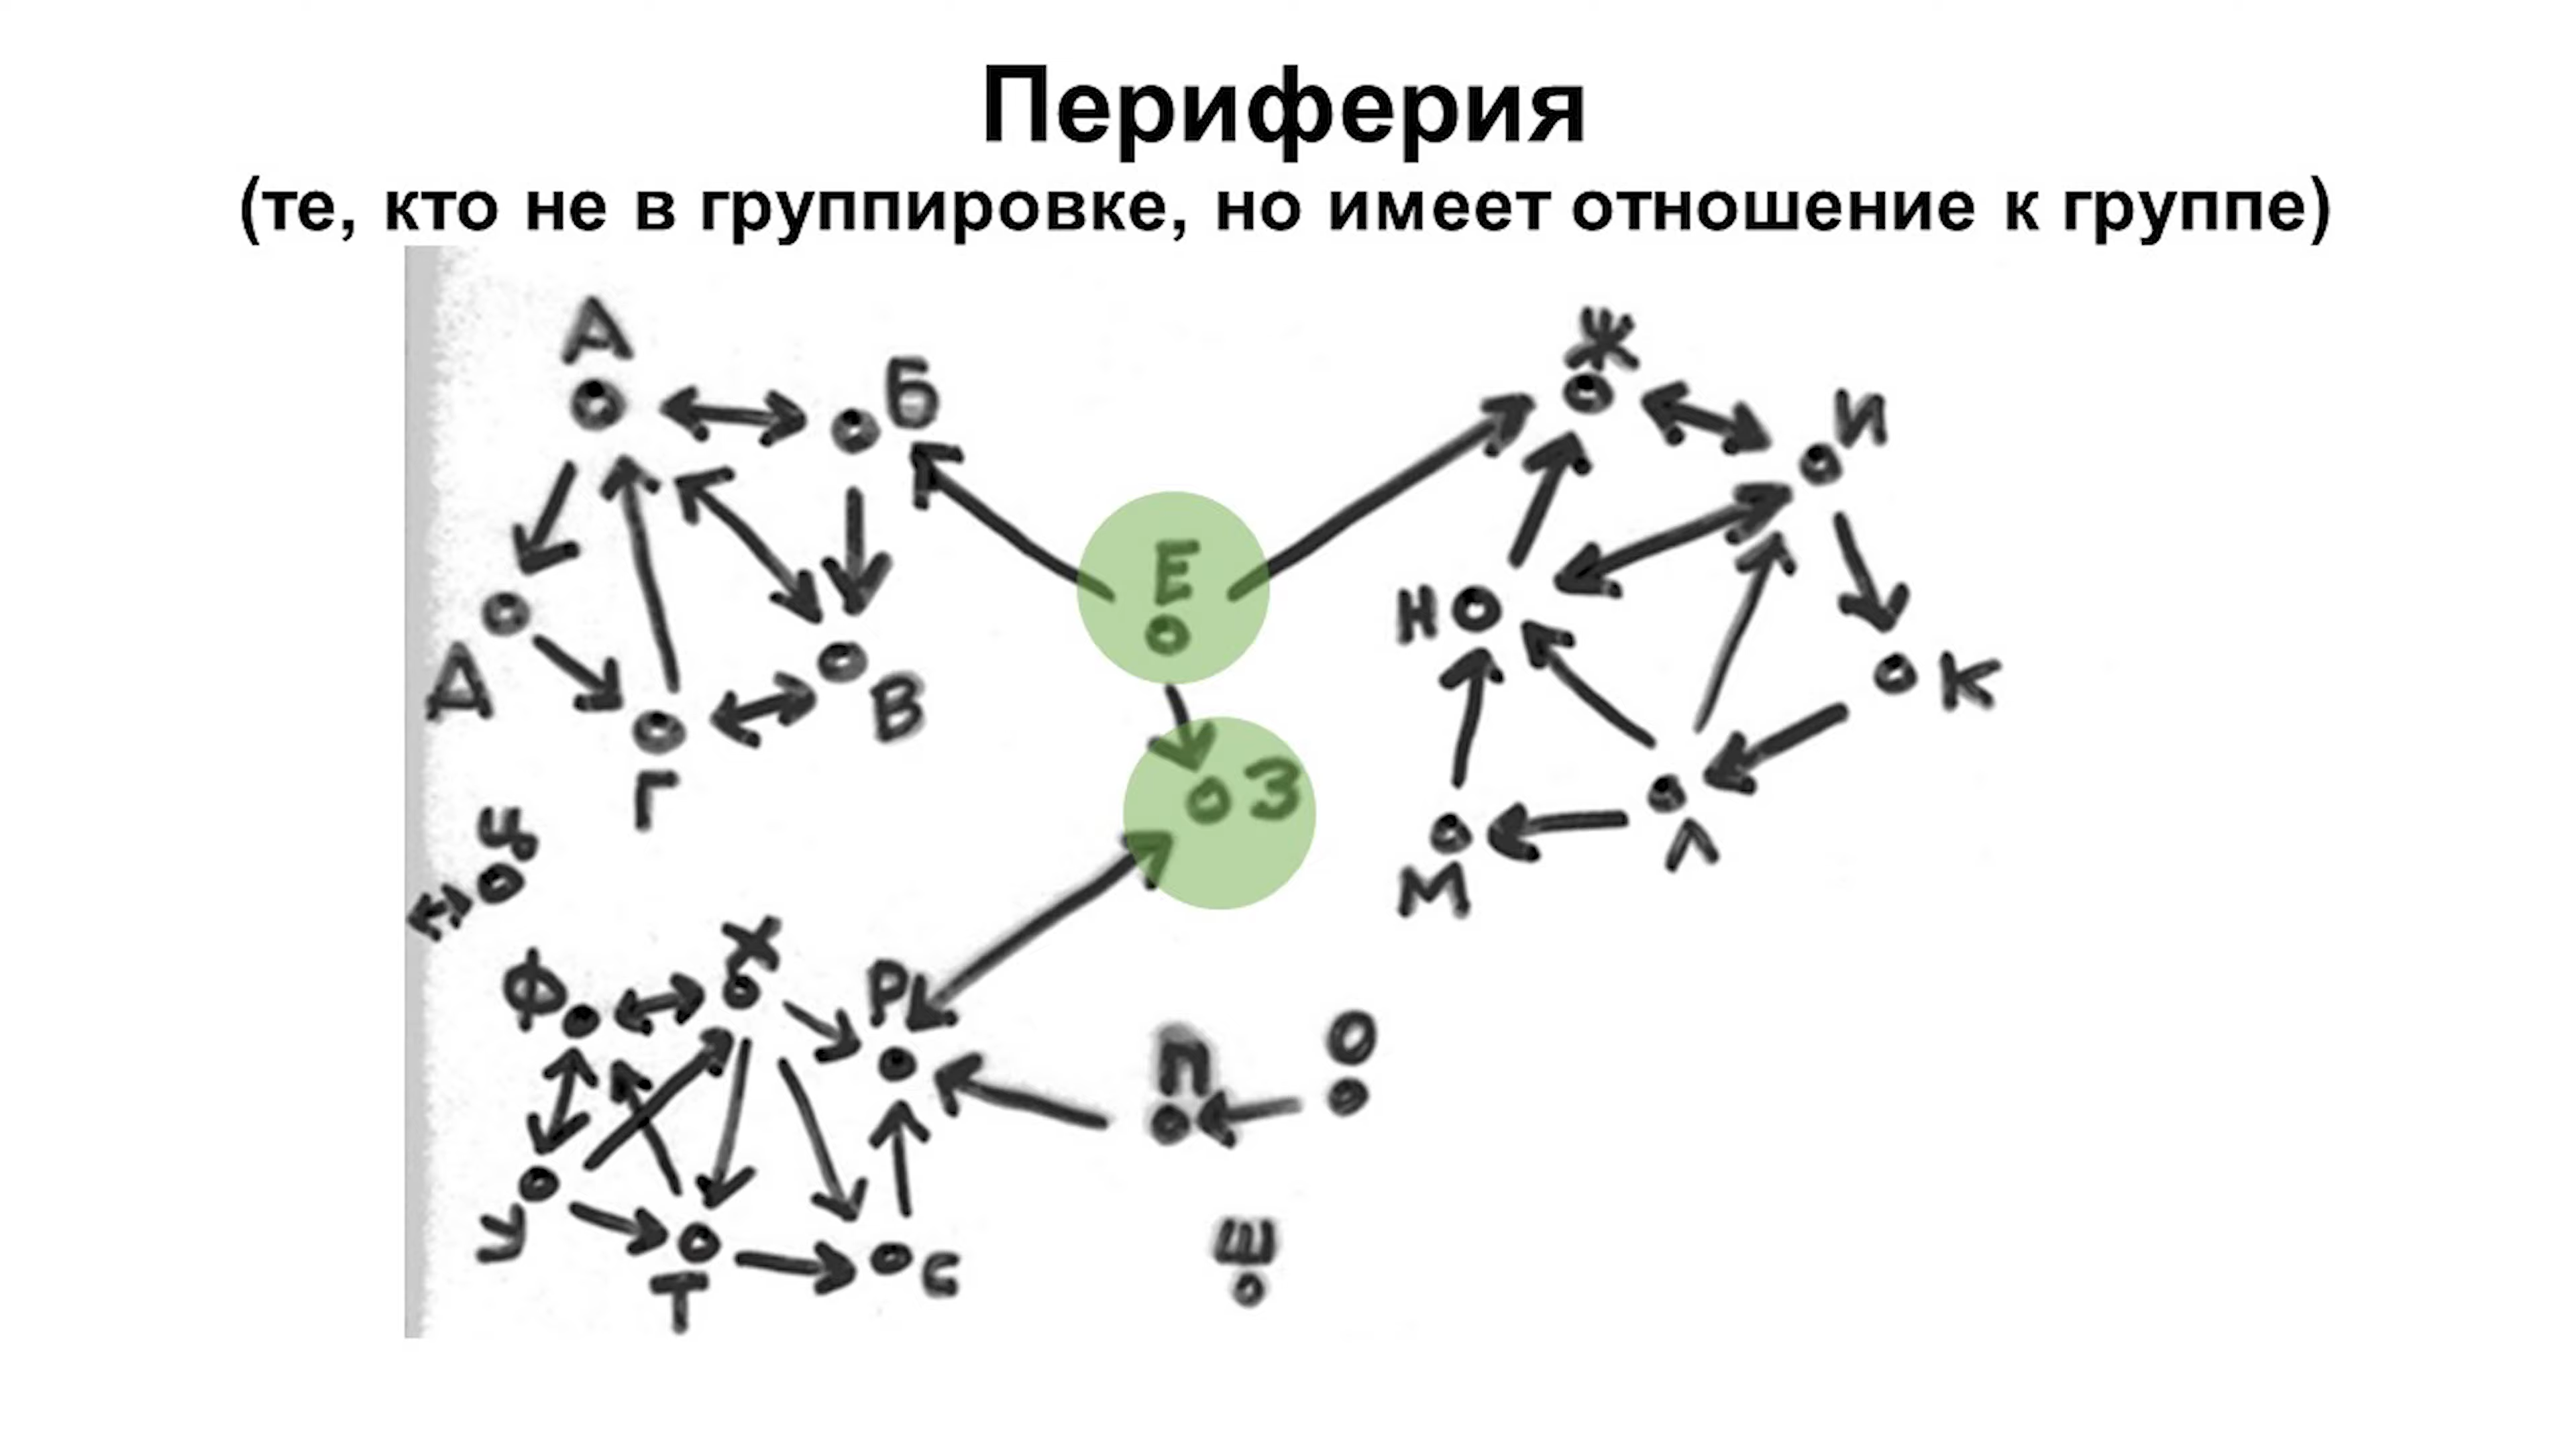 Периферия
(те, кто не в группировке, но имеет отношение к группе)
А
Б
Ж
И
Е
Н
К
Д
В
З
Г
Л
М
Ц
Х
Ф
Р
О
П
У
С
Ш
Т